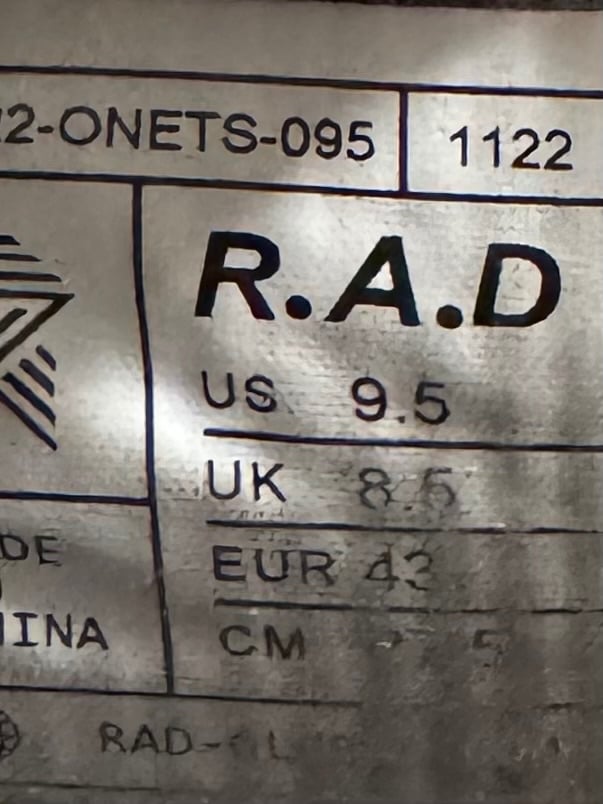 2-ONETS-095 1122
R.A.D
US 9.5
UK 8.5
EUR 43
DE
INA
CM
RAD-